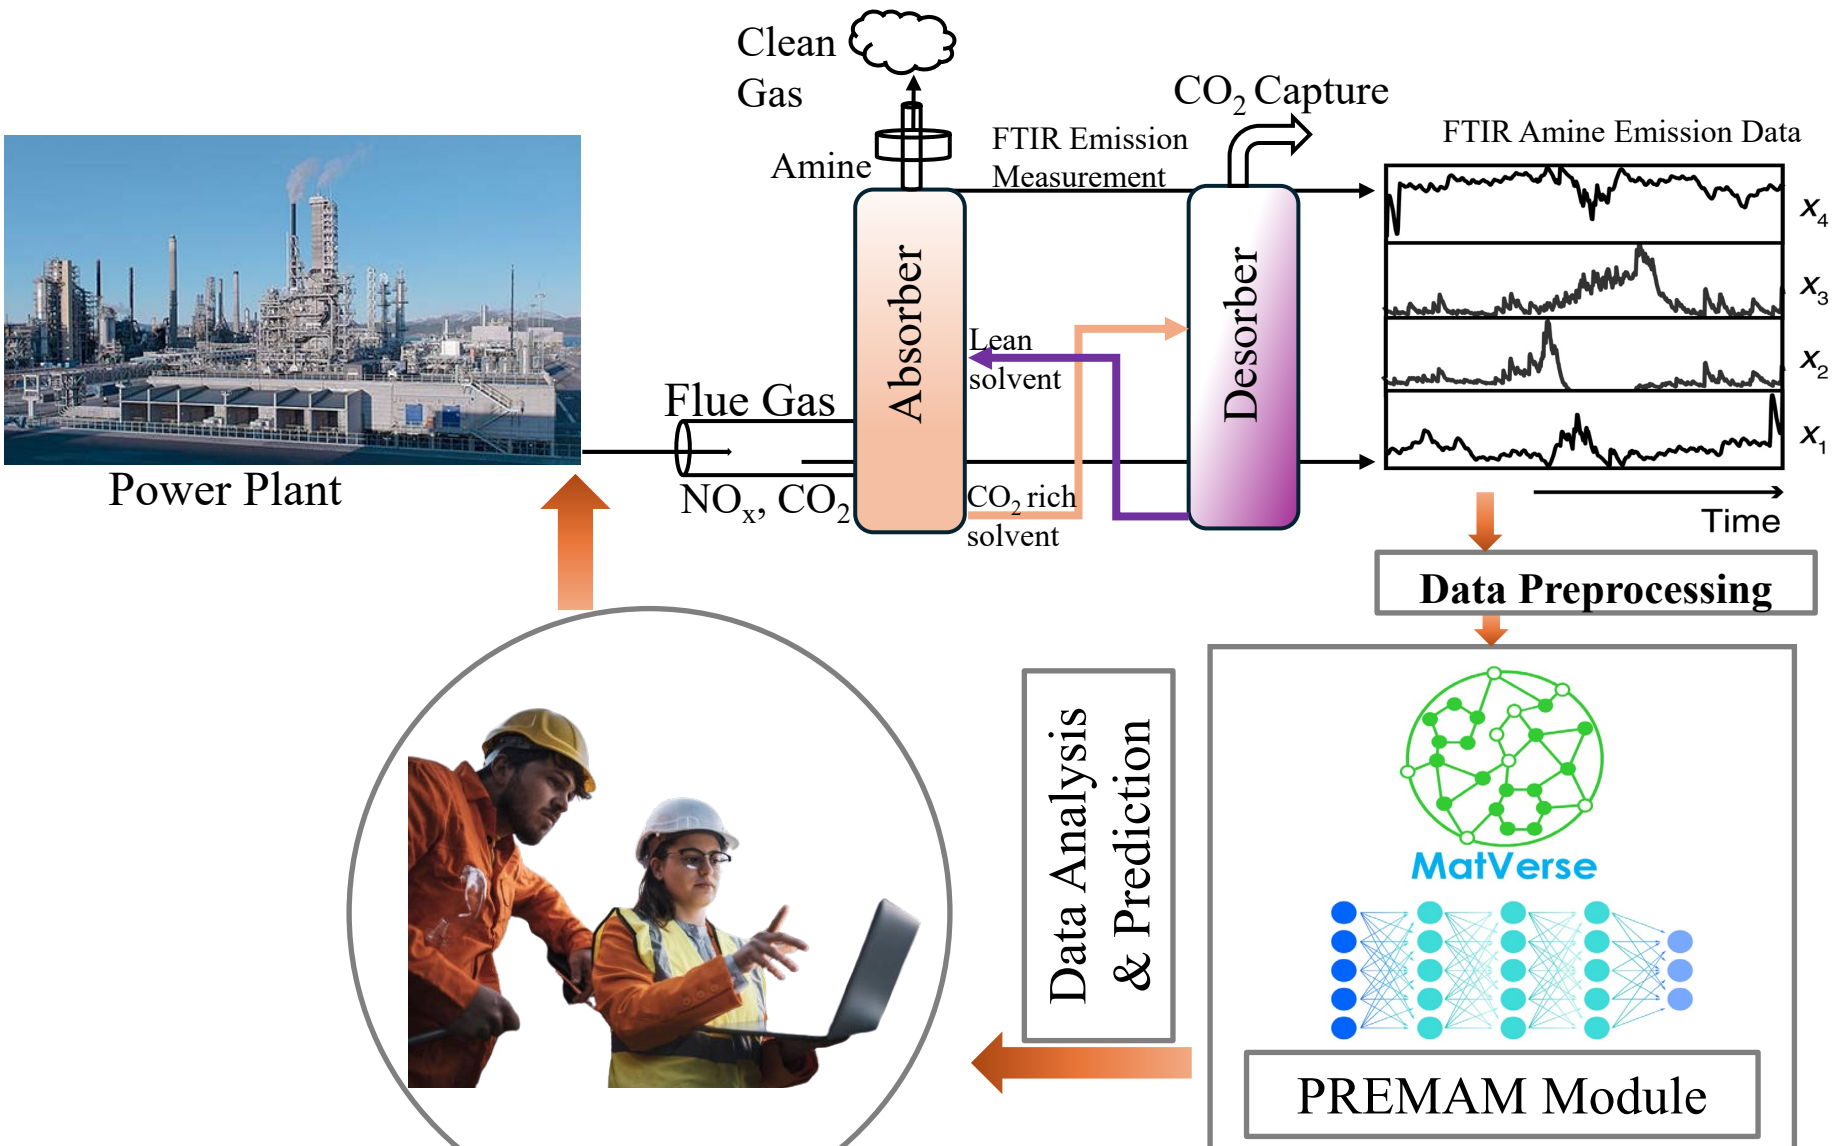 Clean
Gas
Amine
FTIR Emission
Measurement
CO₂ Capture
FTIR Amine Emission Data
x₄
x₃
x₂
x₁
Time
Absorber
Desorber
Lean
solvent
CO₂ rich
solvent
Flue Gas
NOₓ, CO₂
Power Plant
Data Preprocessing
MatVerse
PREMAM Module
Data Analysis
& Prediction